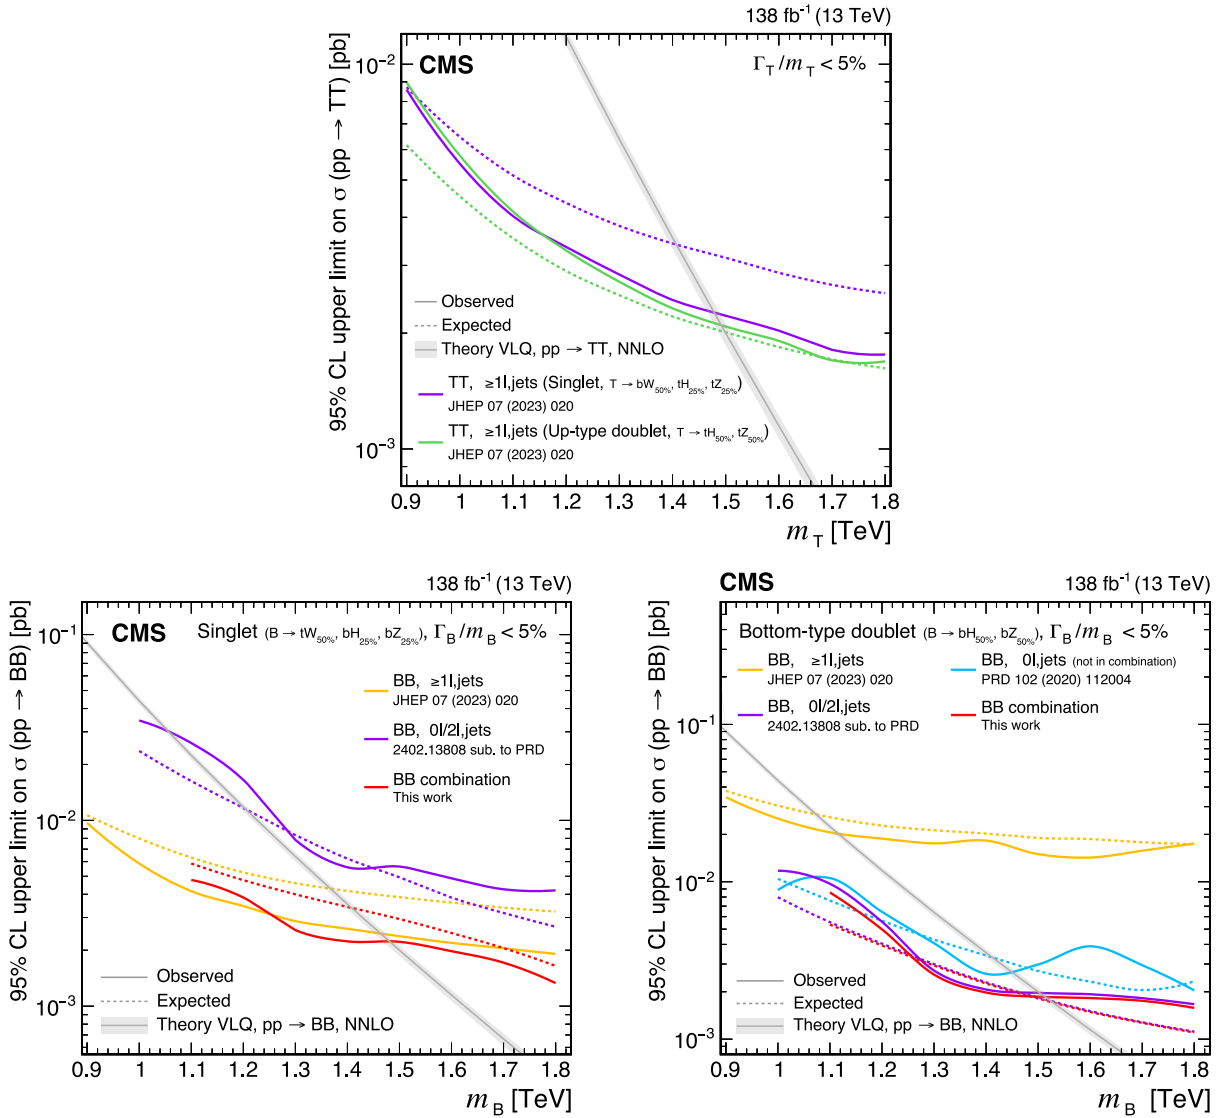 138 fb⁻¹ (13 TeV)
CMS
Γ_T/m_T < 5%
95% CL upper limit on σ (pp → TT) [pb]
10⁻²
10⁻³
Observed
Expected
Theory VLQ, pp → TT, NNLO
TT, ≥1l,jets (Singlet, T → bW₅₀%, tH₂₅%, tZ₂₅%)
JHEP 07 (2023) 020
TT, ≥1l,jets (Up-type doublet, T → tH₅₀%, tZ₅₀%)
JHEP 07 (2023) 020
0.9 1 1.1 1.2 1.3 1.4 1.5 1.6 1.7 1.8
m_T [TeV]
138 fb⁻¹ (13 TeV)
CMS
Singlet (B → tW₅₀%, bH₂₅%, bZ₂₅%), Γ_B/m_B < 5%
95% CL upper limit on σ (pp → BB) [pb]
10⁻¹
10⁻²
10⁻³
BB, ≥1l,jets
JHEP 07 (2023) 020
BB, 0l/2l,jets
2402.13808 sub. to PRD
BB combination
This work
Observed
Expected
Theory VLQ, pp → BB, NNLO
0.9 1 1.1 1.2 1.3 1.4 1.5 1.6 1.7 1.8
m_B [TeV]
CMS
138 fb⁻¹ (13 TeV)
Bottom-type doublet (B → bH₅₀%, bZ₅₀%), Γ_B/m_B < 5%
95% CL upper limit on σ (pp → BB) [pb]
10⁻¹
10⁻²
10⁻³
BB, ≥1l,jets
JHEP 07 (2023) 020
BB, 0l/2l,jets
2402.13808 sub. to PRD
BB, 0l,jets (not in combination)
PRD 102 (2020) 112004
BB combination
This work
Observed
Expected
Theory VLQ, pp → BB, NNLO
0.9 1 1.1 1.2 1.3 1.4 1.5 1.6 1.7 1.8
m_B [TeV]